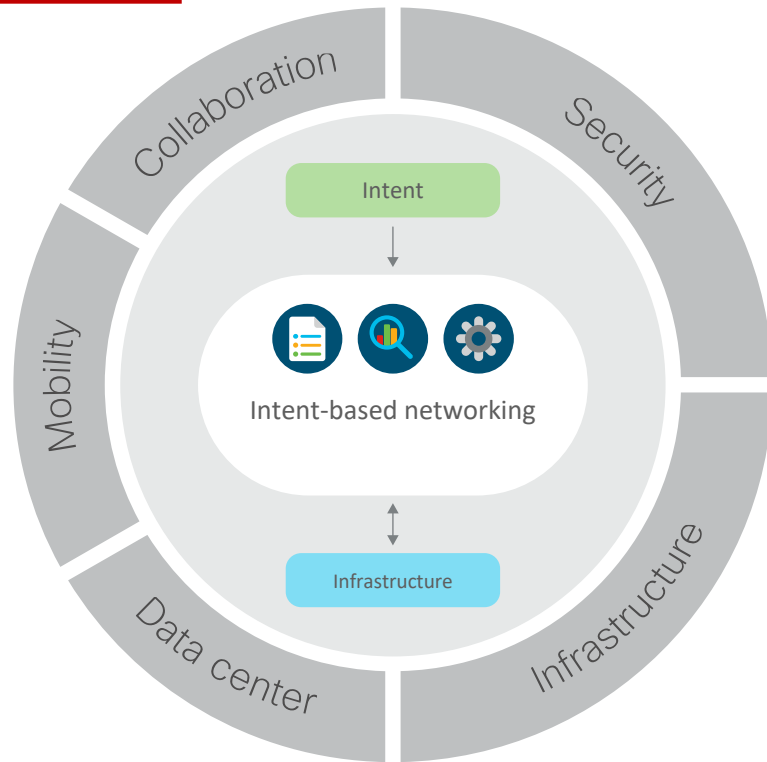 Collaboration
Security
Intent
Mobility
Intent-based networking
Infrastructure
Data center
Infrastructure